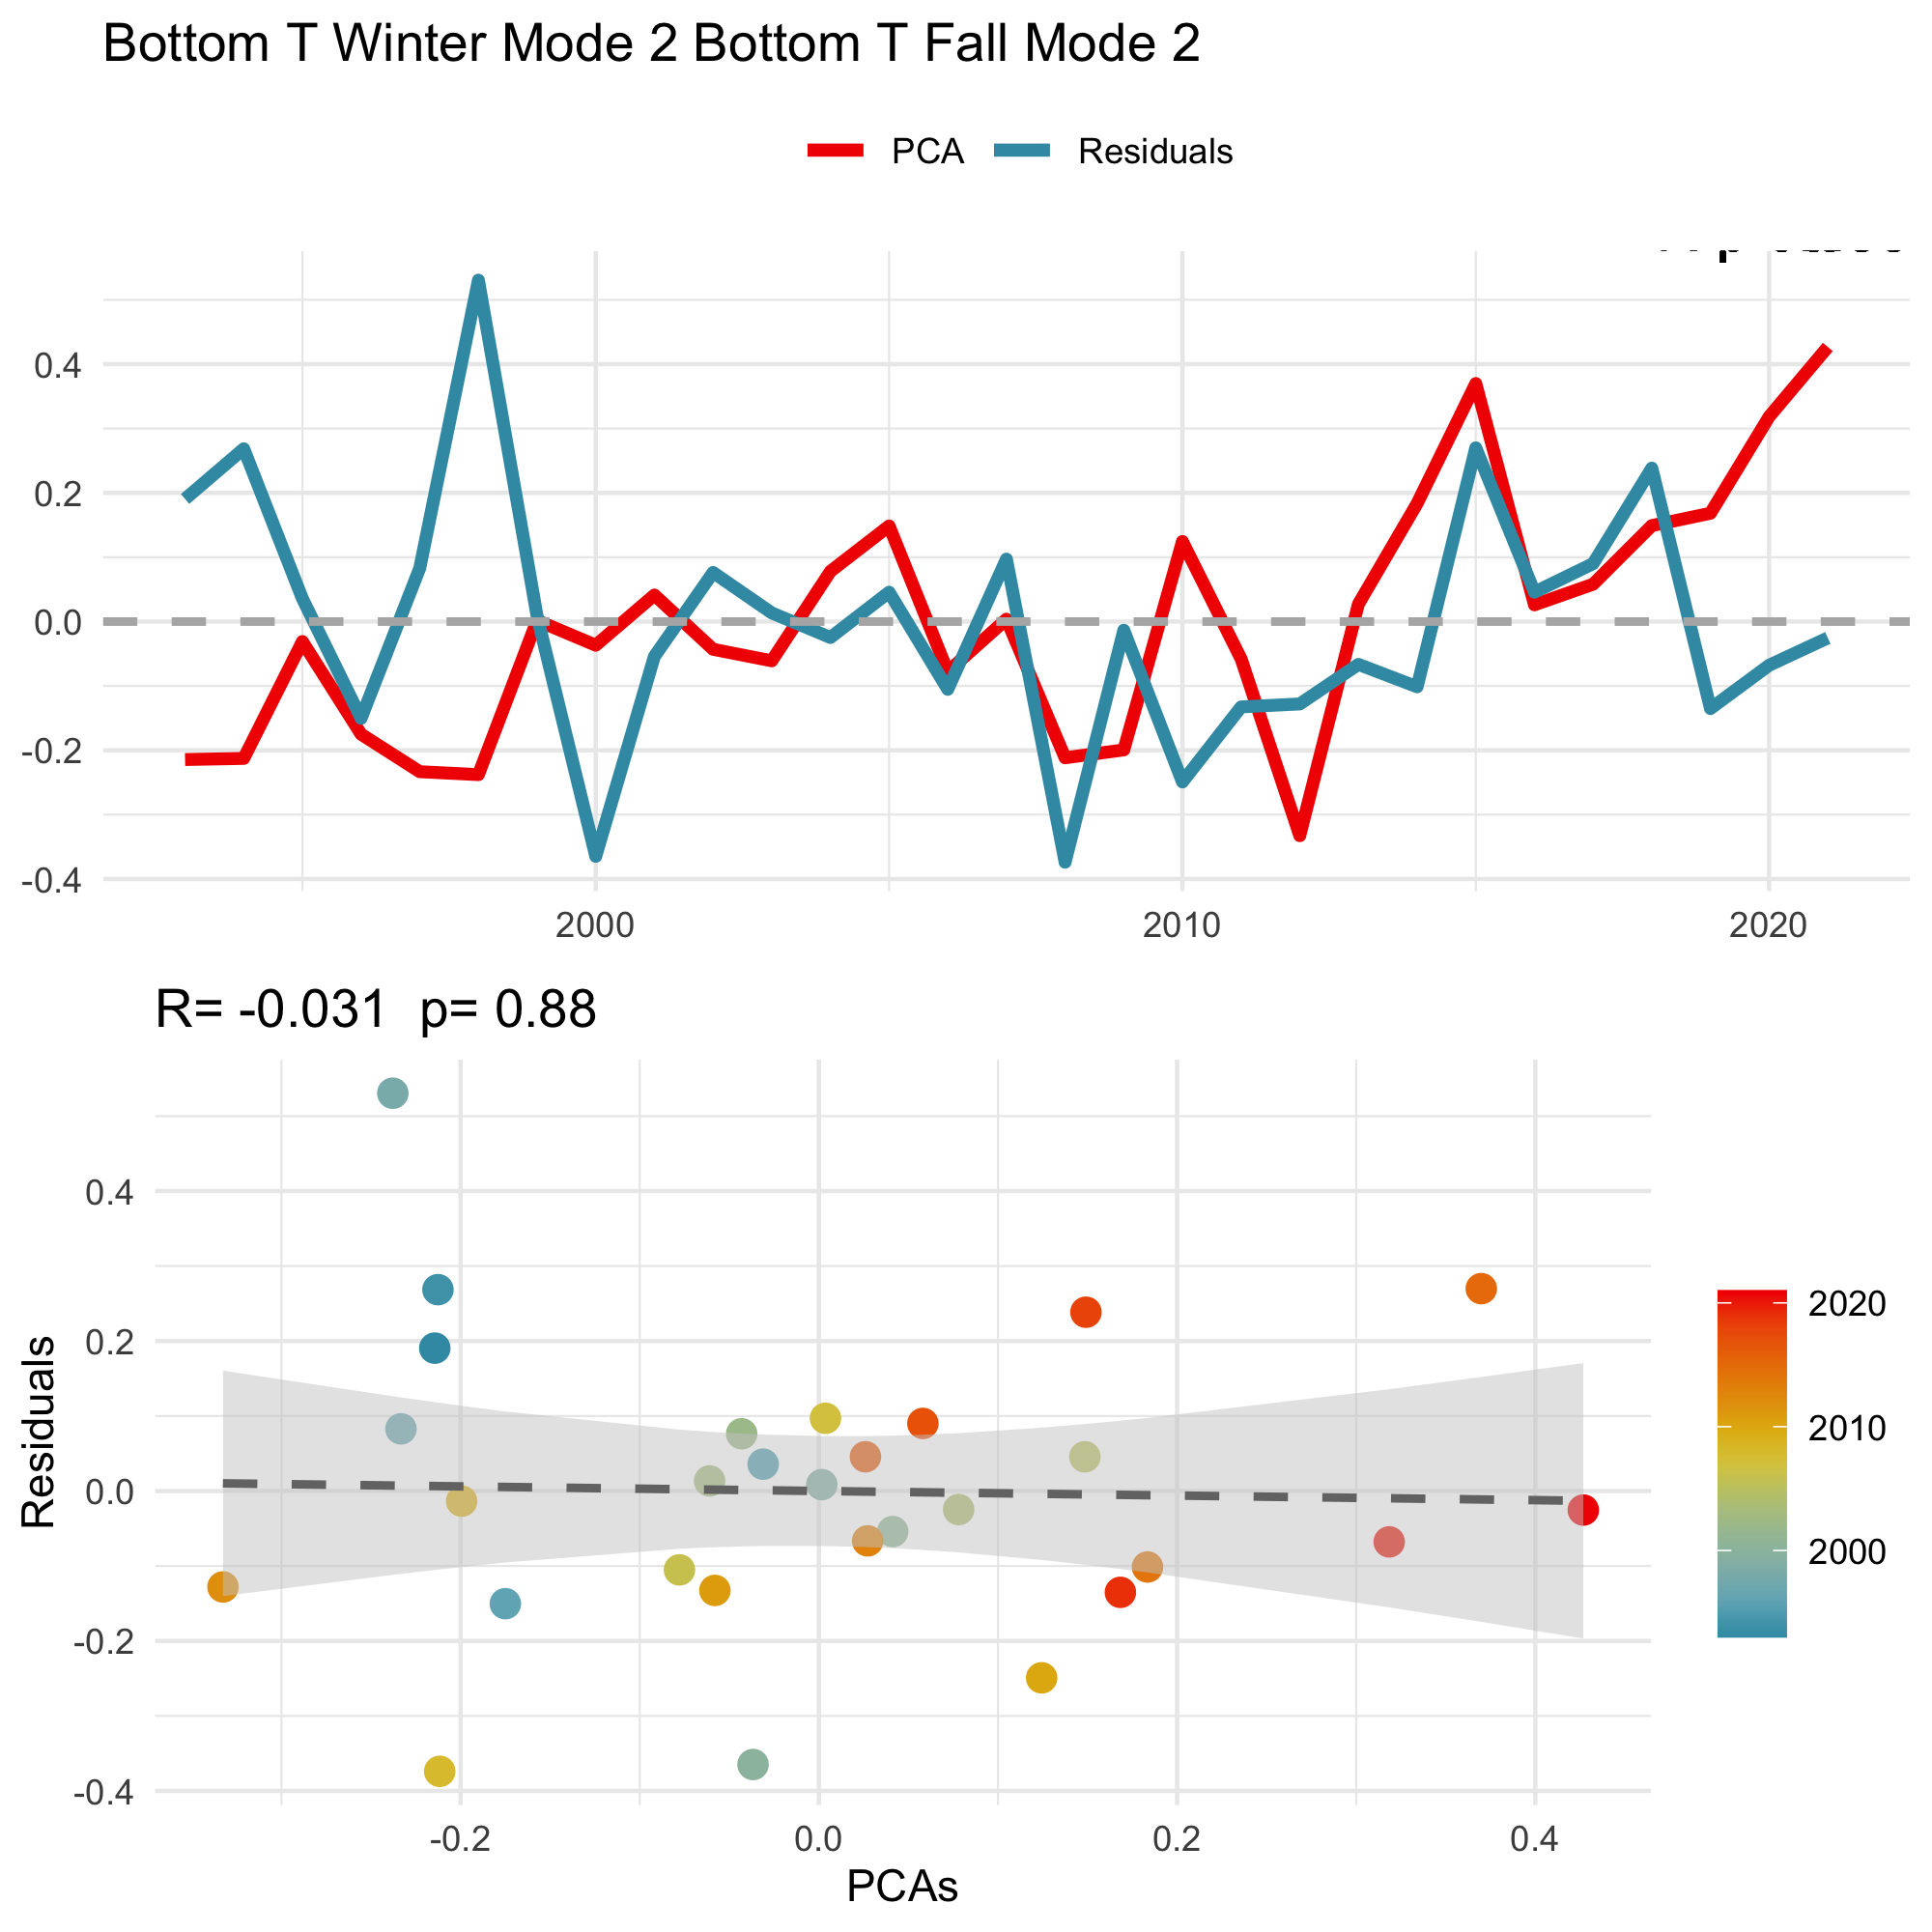 Bottom T Winter Mode 2 Bottom T Fall Mode 2
PCA Residuals
0.4
0.2
0.0
-0.2
-0.4
2000 2010 2020
R= -0.031 p= 0.88
Residuals
0.4
0.2
0.0
-0.2
-0.4
-0.2 0.0 0.2 0.4
PCAs
2020
2010
2000